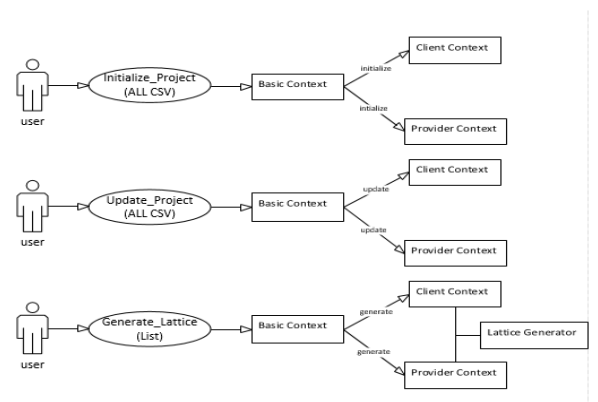 Client Context
initialize
Initialize_Project
(ALL CSV)
Basic Context
user
intialize
Provider Context
Client Context
update
Update_Project
(ALL CSV)
Basic Context
user
update
Provider Context
Client Context
generate
Generate_Lattice
(List)
Basic Context
Lattice Generator
generate
user
Provider Context